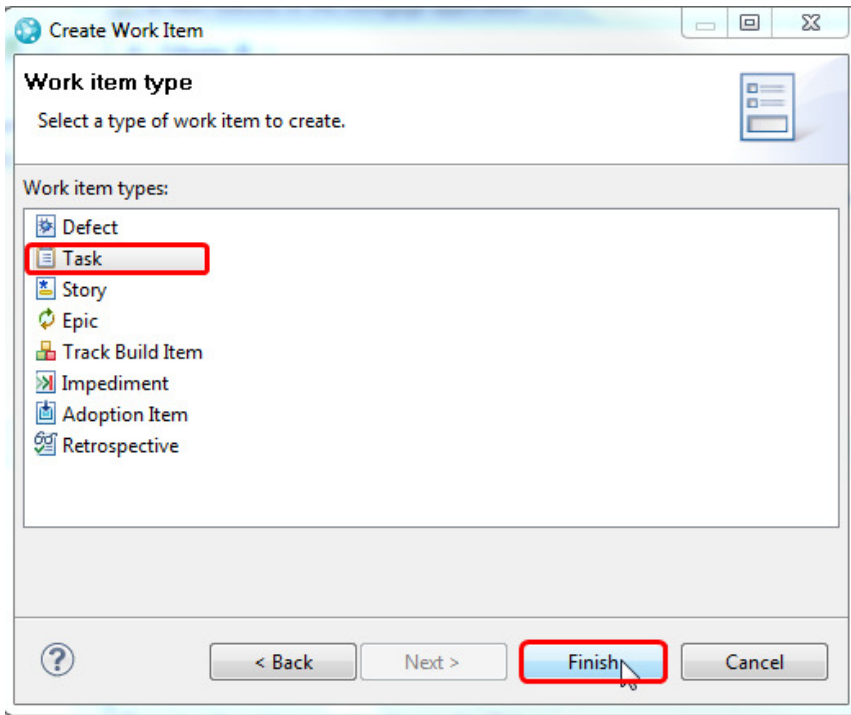 Create Work Item
Work item type
Select a type of work item to create.
Work item types:
Defect
Task
Story
Epic
Track Build Item
Impediment
Adoption Item
Retrospective
?
< Back
Next >
Finish
Cancel